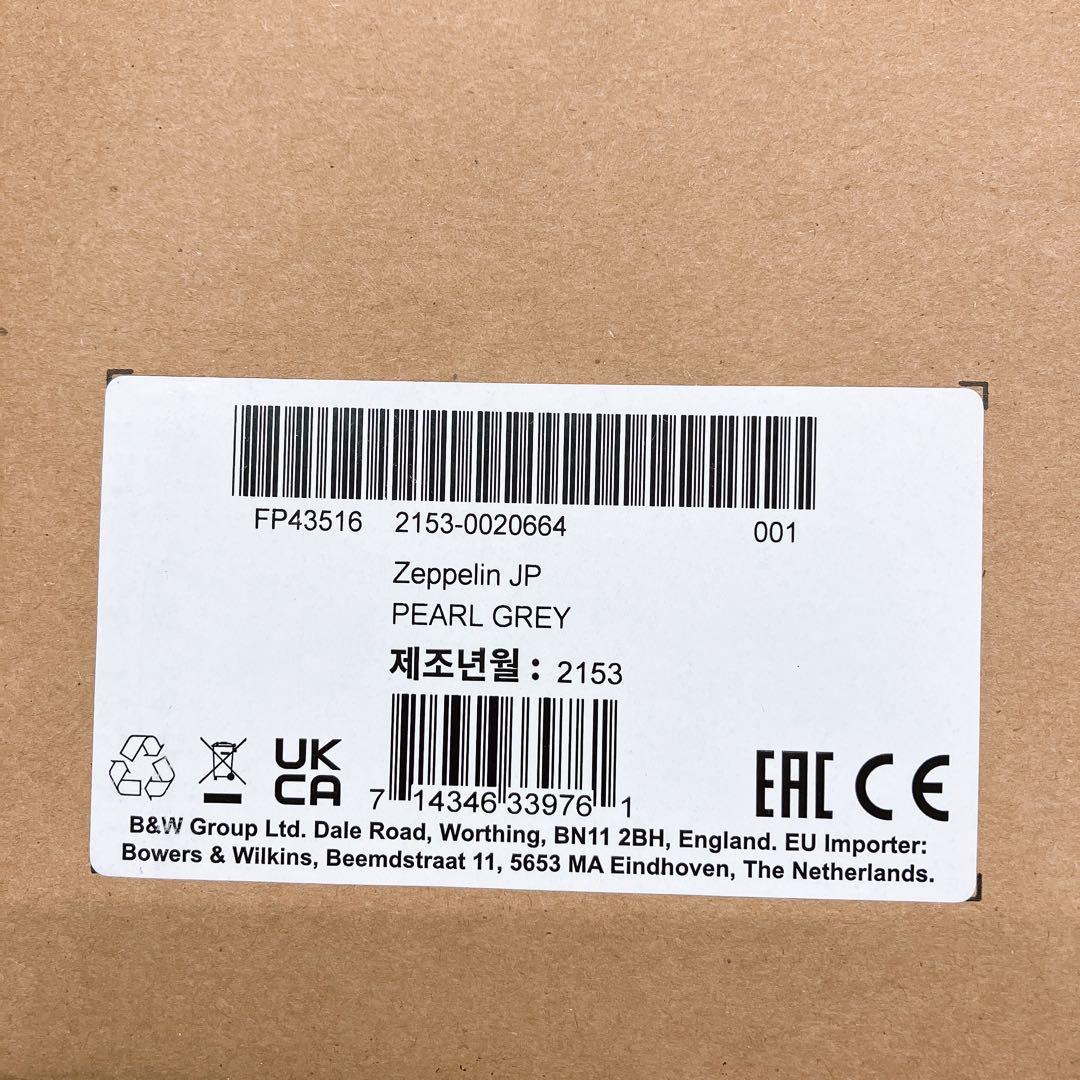 FP43516 2153-0020664 001
Zeppelin JP
PEARL GREY
제조년월 : 2153
UK
CA
7 14346 33976 1
EAC CE
B&W Group Ltd. Dale Road, Worthing, BN11 2BH, England. EU Importer:
Bowers & Wilkins, Beemdstraat 11, 5653 MA Eindhoven, The Netherlands.